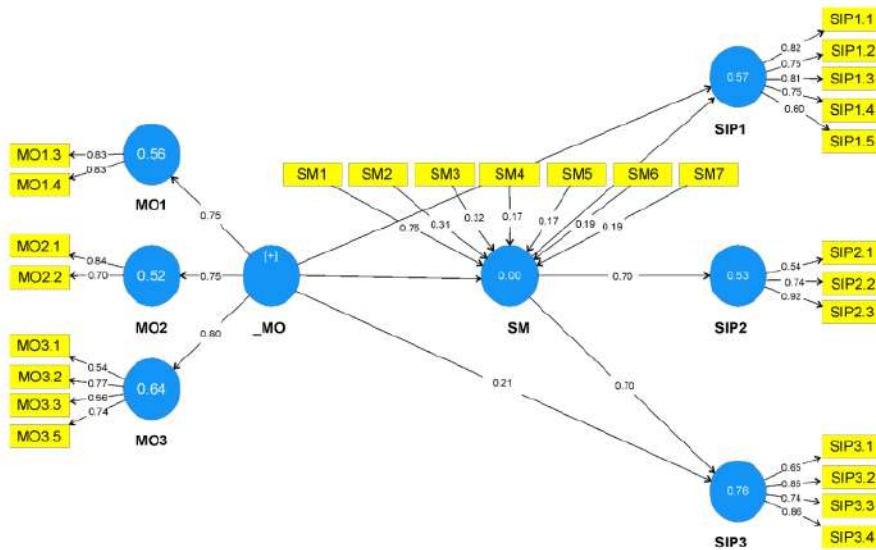 SIP1.1
0.82
SIP1.2
0.75
0.57
0.81
SIP1.3
0.75
SIP1.4
0.60
SIP1
SIP1.5
MO1.3
0.83
0.56
MO1.4
0.83
MO1
SM1
SM2
SM3
SM4
SM5
SM6
SM7
0.75
0.76
0.31
0.32
0.17
0.17
0.19
0.19
MO2.1
0.84
MO2.2
0.70
0.52
0.75
MO2
[+]
_MO
0.00
SM
0.70
0.53
SIP2
0.54
SIP2.1
0.74
SIP2.2
0.92
SIP2.3
0.80
MO3.1
0.54
MO3.2
0.77
0.64
MO3.3
0.66
MO3.5
0.74
MO3
0.21
0.70
SIP3.1
0.65
0.76
SIP3.2
0.85
0.74
SIP3.3
0.86
SIP3
SIP3.4